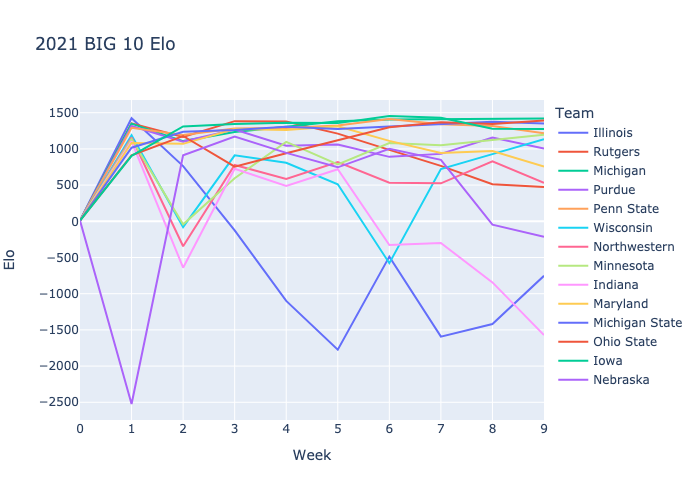 2021 BIG 10 Elo
Elo
1500
1000
500
0
−500
−1000
−1500
−2000
−2500
0 1 2 3 4 5 6 7 8 9
Week
Team
Illinois
Rutgers
Michigan
Purdue
Penn State
Wisconsin
Northwestern
Minnesota
Indiana
Maryland
Michigan State
Ohio State
Iowa
Nebraska